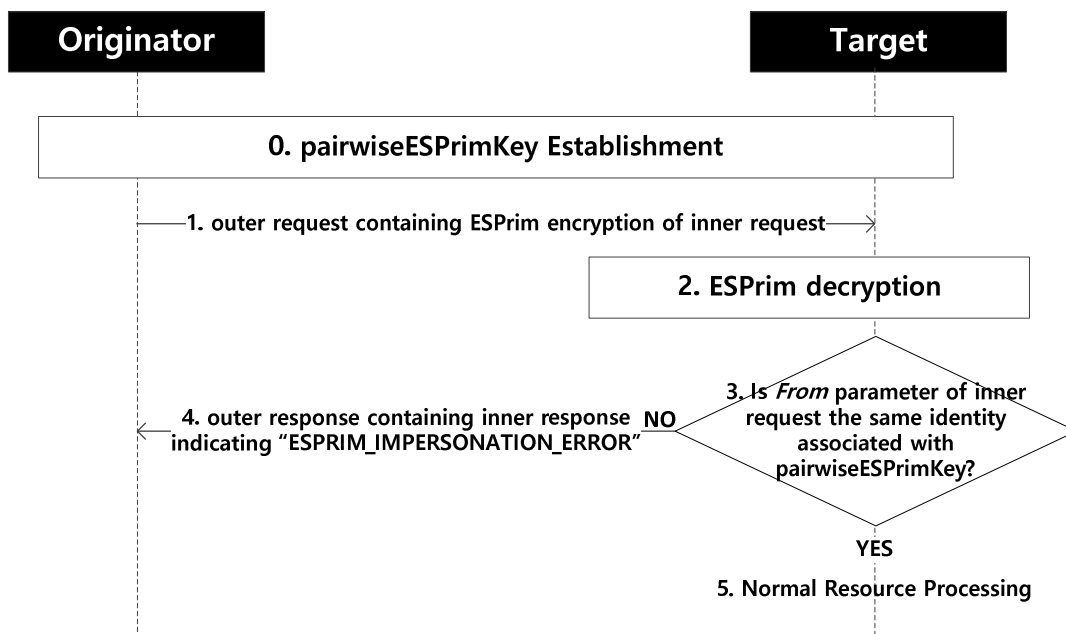 Originator
Target
0. pairwiseESPrimKey Establishment
1. outer request containing ESPrim encryption of inner request
2. ESPrim decryption
3. Is From parameter of inner
request the same identity
associated with
pairwiseESPrimKey?
NO
4. outer response containing inner response
indicating “ESPRIM_IMPERSONATION_ERROR”
YES
5. Normal Resource Processing